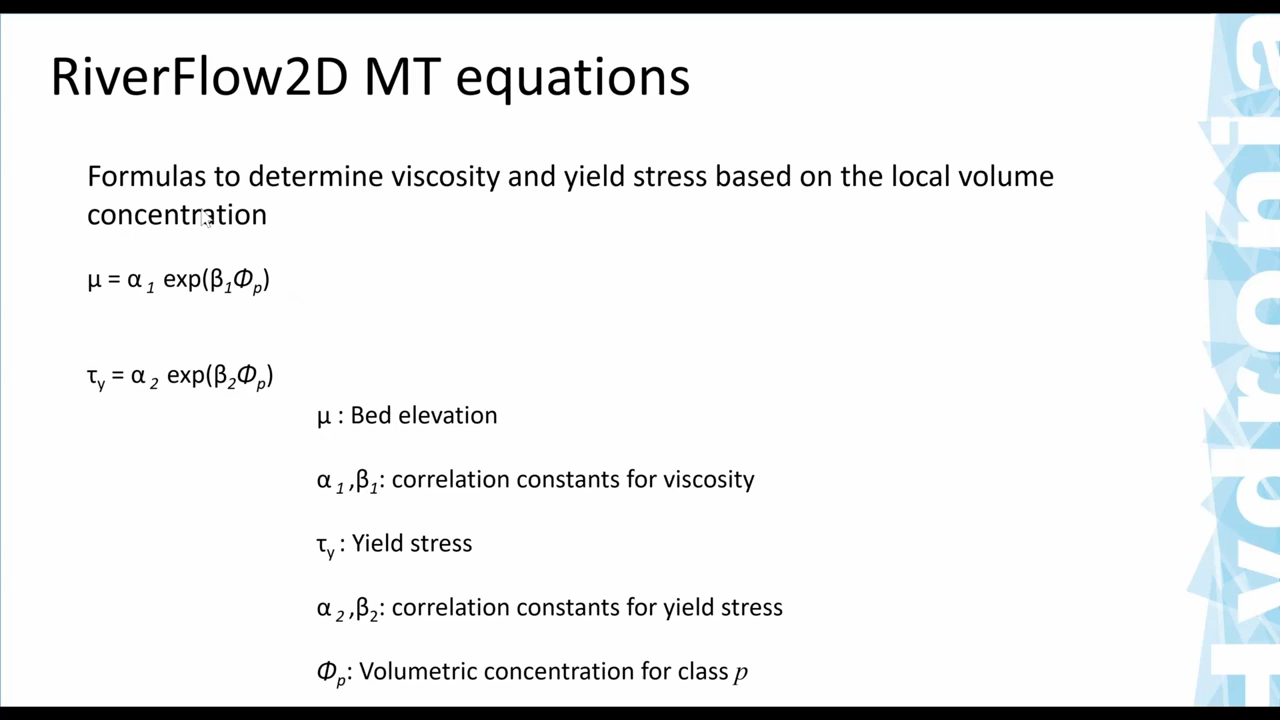 RiverFlow2D MT equations
Formulas to determine viscosity and yield stress based on the local volume
concentration
μ = α 1 exp(β1Φp)
τy = α 2 exp(β2Φp)
μ : Bed elevation
α 1 ,β1: correlation constants for viscosity
τy : Yield stress
α 2 ,β2: correlation constants for yield stress
Φp: Volumetric concentration for class p
Hydronia